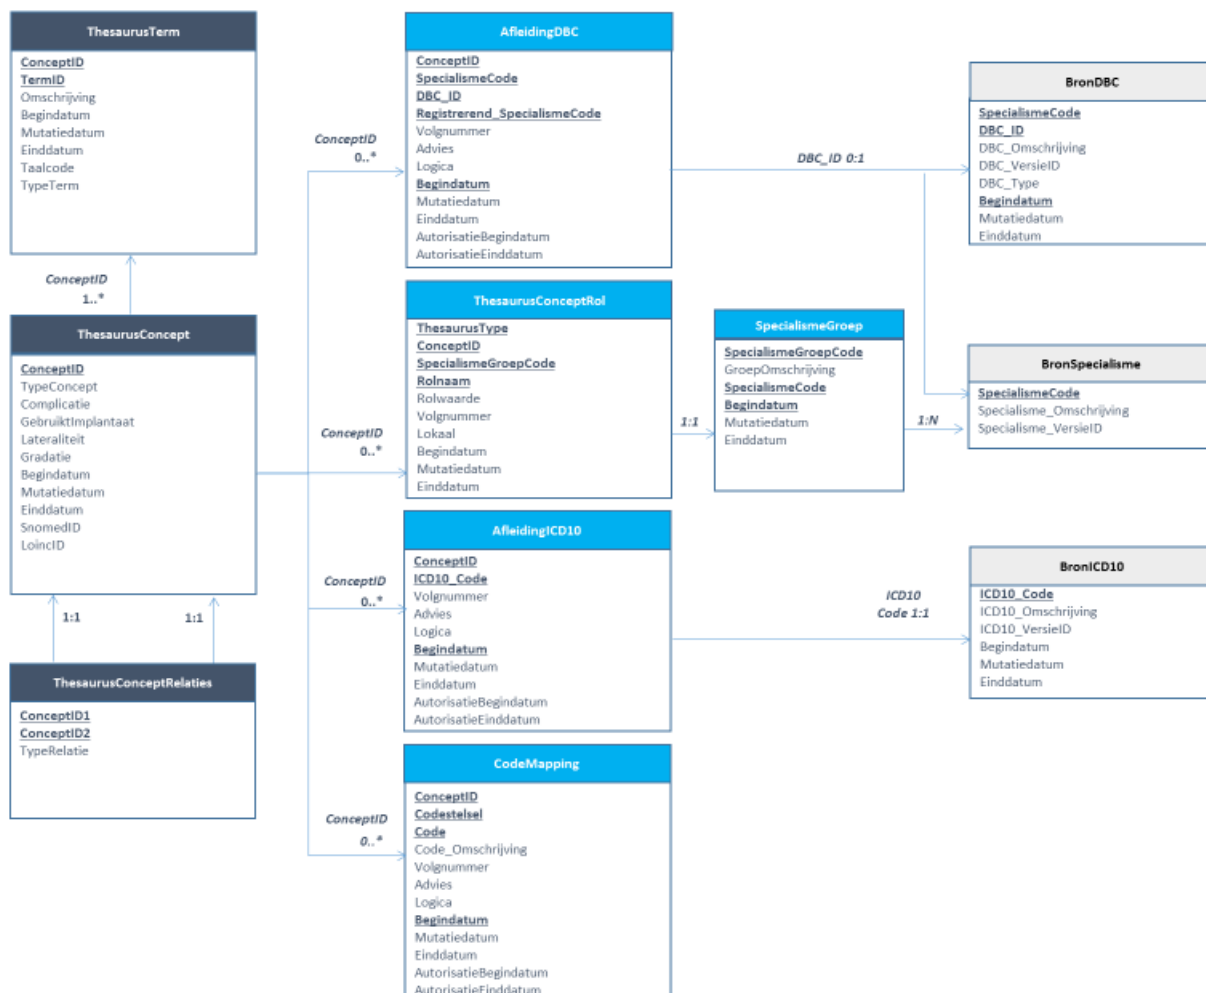 ThesaurusTerm
ConceptID
TermID
Omschrijving
Begindatum
Mutatiedatum
Einddatum
Taalcode
TypeTerm
ConceptID
1..*
ThesaurusConcept
ConceptID
TypeConcept
Complicatie
GebruiktImplantaat
Lateraliteit
Gradatie
Begindatum
Mutatiedatum
Einddatum
SnomedID
LoincID
1:1
1:1
ThesaurusConceptRelaties
ConceptID1
ConceptID2
TypeRelatie
ConceptID
0..*
ConceptID
0..*
ConceptID
0..*
ConceptID
0..*
AfleidingDBC
ConceptID
SpecialismeCode
DBC_ID
Registrerend_SpecialismeCode
Volgnummer
Advies
Logica
Begindatum
Mutatiedatum
Einddatum
AutorisatieBegindatum
AutorisatieEinddatum
ThesaurusConceptRol
ThesaurusType
ConceptID
SpecialismeGroepCode
Rolnaam
Rolwaarde
Volgnummer
Lokaal
Begindatum
Mutatiedatum
Einddatum
AfleidingICD10
ConceptID
ICD10_Code
Volgnummer
Advies
Logica
Begindatum
Mutatiedatum
Einddatum
AutorisatieBegindatum
AutorisatieEinddatum
CodeMapping
ConceptID
Codestelsel
Code
Code_Omschrijving
Volgnummer
Advies
Logica
Begindatum
Mutatiedatum
Einddatum
AutorisatieBegindatum
AutorisatieEinddatum
DBC_ID 0:1
1:1
SpecialismeGroep
SpecialismeGroepCode
GroepOmschrijving
SpecialismeCode
Begindatum
Mutatiedatum
Einddatum
1:N
ICD10
Code 1:1
BronDBC
SpecialismeCode
DBC_ID
DBC_Omschrijving
DBC_VersieID
DBC_Type
Begindatum
Mutatiedatum
Einddatum
BronSpecialisme
SpecialismeCode
Specialisme_Omschrijving
Specialisme_VersieID
BronICD10
ICD10_Code
ICD10_Omschrijving
ICD10_VersieID
Begindatum
Mutatiedatum
Einddatum